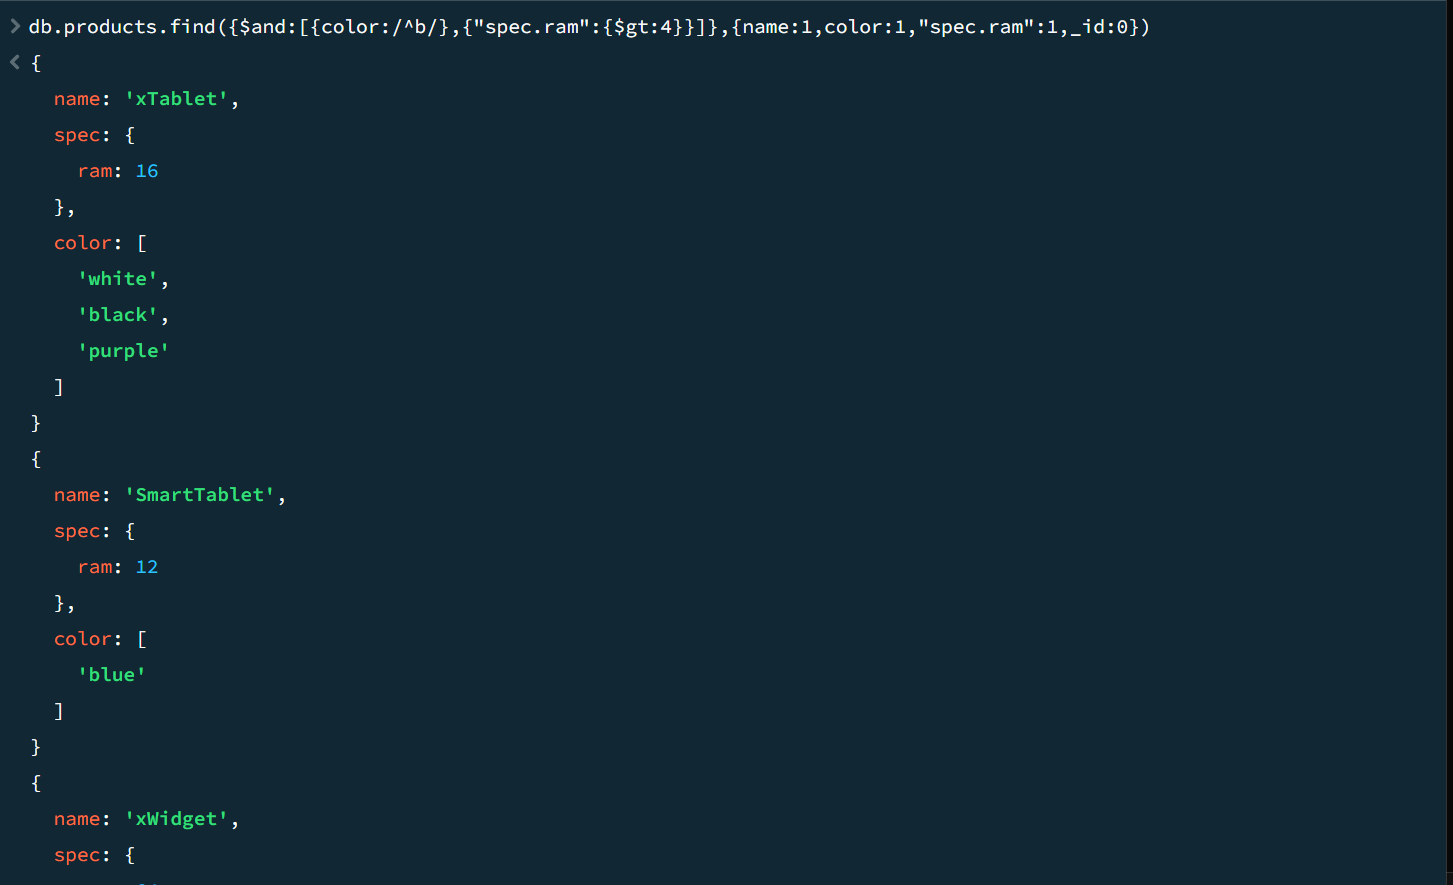 db.products.find({$and:[{color:/^b/},{"spec.ram":{$gt:4}}]},{name:1,color:1,"spec.ram":1,_id:0})
{
name: 'xTablet',
spec: {
ram: 16
},
color: [
'white',
'black',
'purple'
]
}
{
name: 'SmartTablet',
spec: {
ram: 12
},
color: [
'blue'
]
}
{
name: 'xWidget',
spec: {